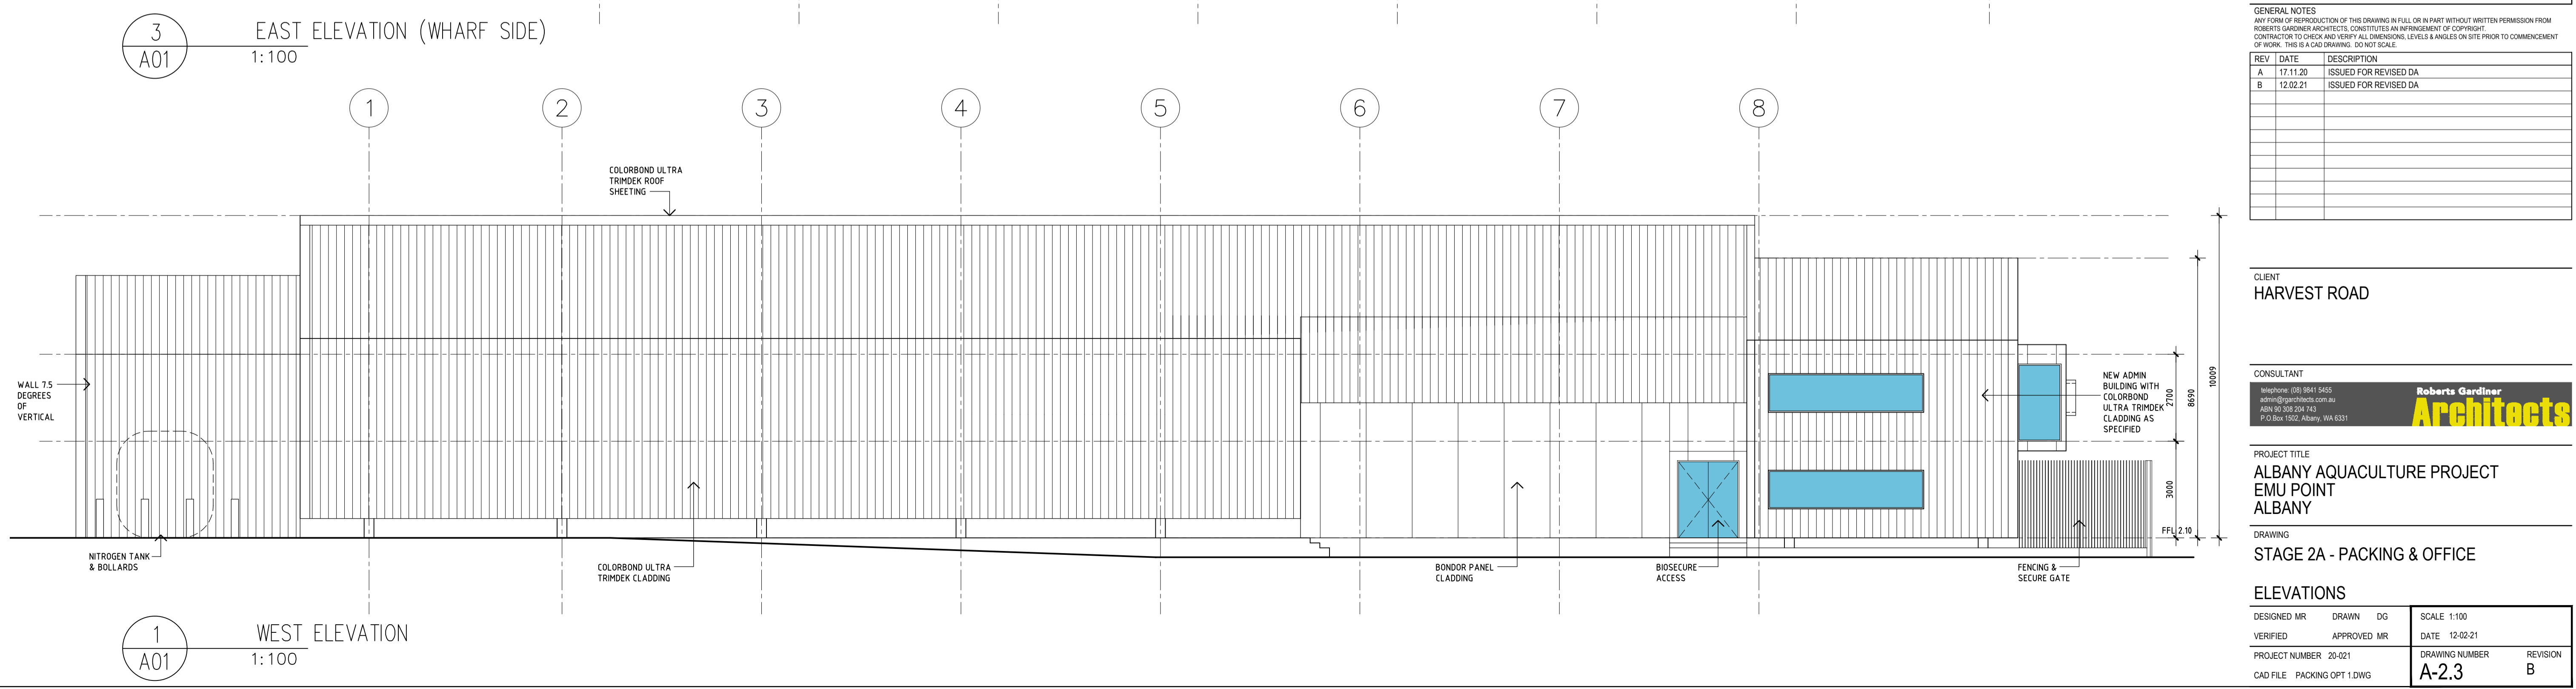 3
A01
EAST ELEVATION (WHARF SIDE)
1:100
1
2
3
4
5
6
7
8
COLORBOND ULTRA
TRIMDEK ROOF
SHEETING
WALL 7.5
DEGREES
OF
VERTICAL
NEW ADMIN
BUILDING WITH
COLORBOND
ULTRA TRIMDEK
CLADDING AS
SPECIFIED
2700
8690
10009
3000
FFL 2.10
NITROGEN TANK
& BOLLARDS
COLORBOND ULTRA
TRIMDEK CLADDING
BONDOR PANEL
CLADDING
BIOSECURE
ACCESS
FENCING &
SECURE GATE
1
A01
WEST ELEVATION
1:100
GENERAL NOTES
ANY FORM OF REPRODUCTION OF THIS DRAWING IN FULL OR IN PART WITHOUT WRITTEN PERMISSION FROM
ROBERTS GARDINER ARCHITECTS, CONSTITUTES AN INFRINGEMENT OF COPYRIGHT.
CONTRACTOR TO CHECK AND VERIFY ALL DIMENSIONS, LEVELS & ANGLES ON SITE PRIOR TO COMMENCEMENT
OF WORK. THIS IS A CAD DRAWING. DO NOT SCALE.
REV DATE DESCRIPTION
A 17.11.20 ISSUED FOR REVISED DA
B 12.02.21 ISSUED FOR REVISED DA
CLIENT
HARVEST ROAD
CONSULTANT
telephone: (08) 9841 5455
admin@rgarchitects.com.au
ABN 90 308 204 743
P.O.Box 1502, Albany, WA 6331
Roberts Gardiner
Architects
PROJECT TITLE
ALBANY AQUACULTURE PROJECT
EMU POINT
ALBANY
DRAWING
STAGE 2A - PACKING & OFFICE
ELEVATIONS
DESIGNED MR DRAWN DG SCALE 1:100
VERIFIED APPROVED MR DATE 12-02-21
PROJECT NUMBER 20-021 DRAWING NUMBER REVISION
CAD FILE PACKING OPT 1.DWG A-2.3 B